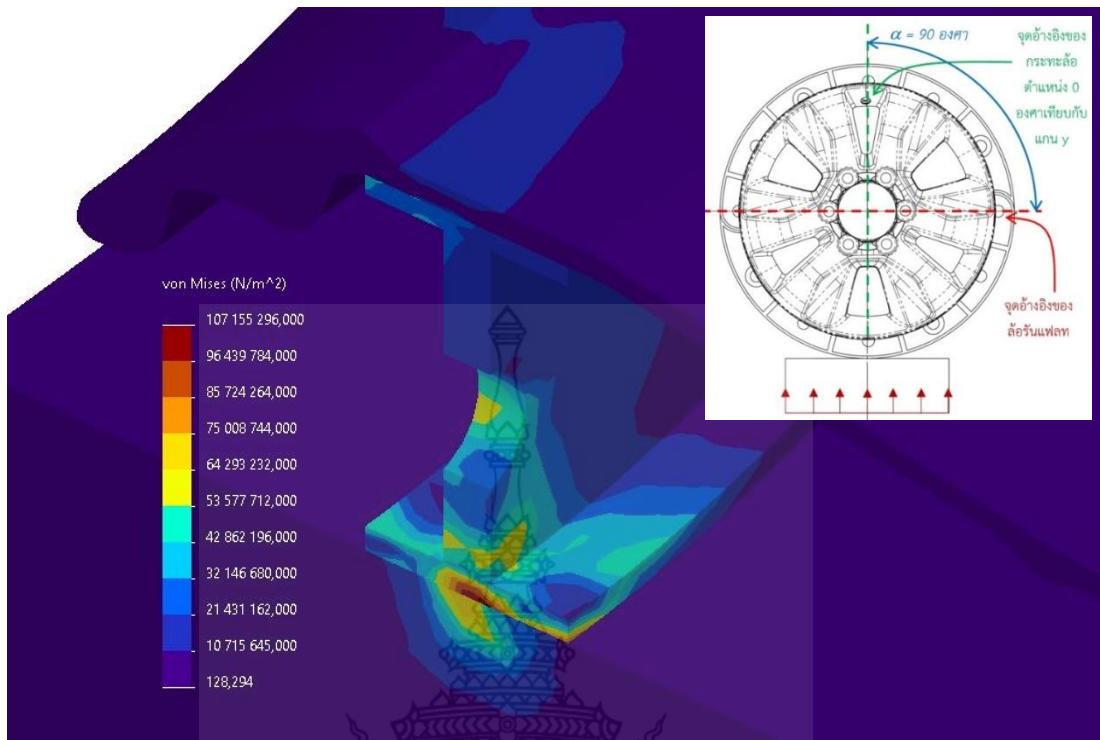 α = 90 องศา
จุดอ้างอิงของ
กระทะล้อ
ตำแหน่ง 0
องศาเทียบกับ
แกน y
จุดอ้างอิงของ
ล้อรันแฟลท
von Mises (N/m^2)
107 155 296,000
96 439 784,000
85 724 264,000
75 008 744,000
64 293 232,000
53 577 712,000
42 862 196,000
32 146 680,000
21 431 162,000
10 715 645,000
128,294